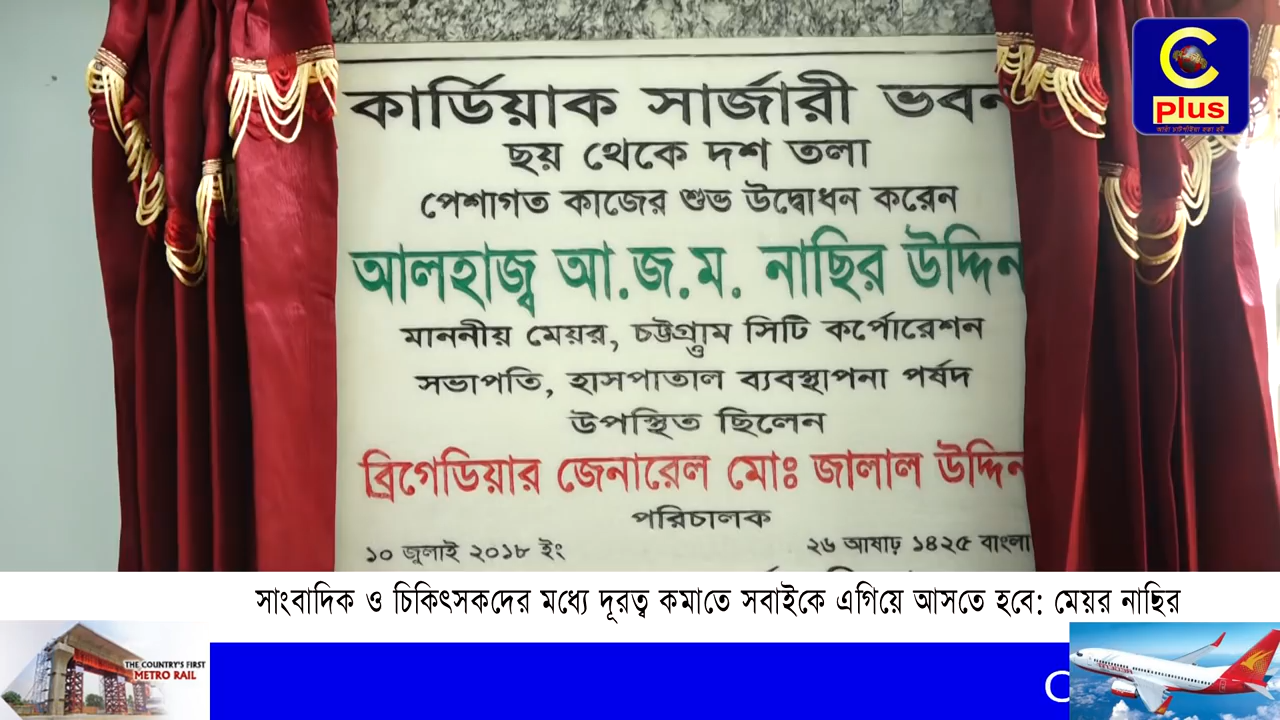 কার্ডিয়াক সার্জারী ভবন
ছয় থেকে দশ তলা
পেশাগত কাজের শুভ উদ্বোধন করেন
আলহাজ্ব আ.জ.ম. নাছির উদ্দিন
মাননীয় মেয়র, চট্টগ্রাম সিটি কর্পোরেশন
ও
সভাপতি, হাসপাতাল ব্যবস্থাপনা পর্ষদ
উপস্থিত ছিলেন
ব্রিগেডিয়ার জেনারেল মোঃ জালাল উদ্দিন
পরিচালক
১০ জুলাই ২০১৮ ইং ২৬ আষাঢ় ১৪২৫ বাংলা
C
plus
সাংবাদিক ও চিকিৎসকদের মধ্যে দূরত্ব কমাতে সবাইকে এগিয়ে আসতে হবে: মেয়র নাছির
THE COUNTRY'S FIRST
METRO RAIL
C